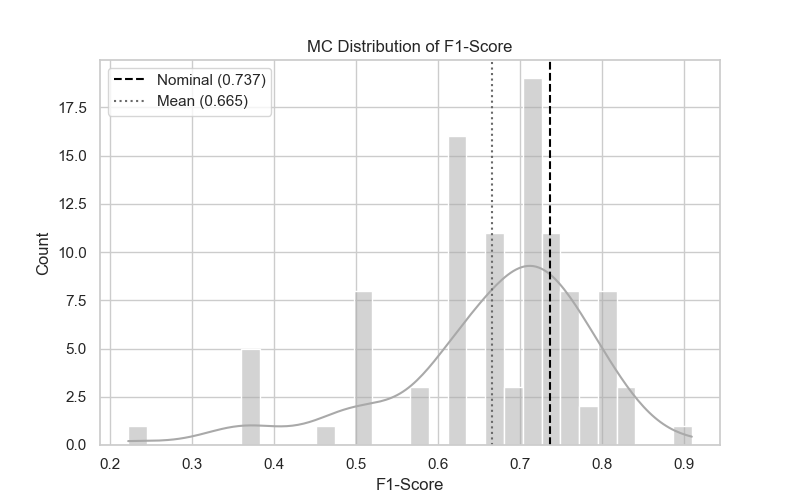 MC Distribution of F1-Score
Nominal (0.737)
Mean (0.665)
17.5
15.0
12.5
10.0
7.5
5.0
2.5
0.0
Count
0.2 0.3 0.4 0.5 0.6 0.7 0.8 0.9
F1-Score